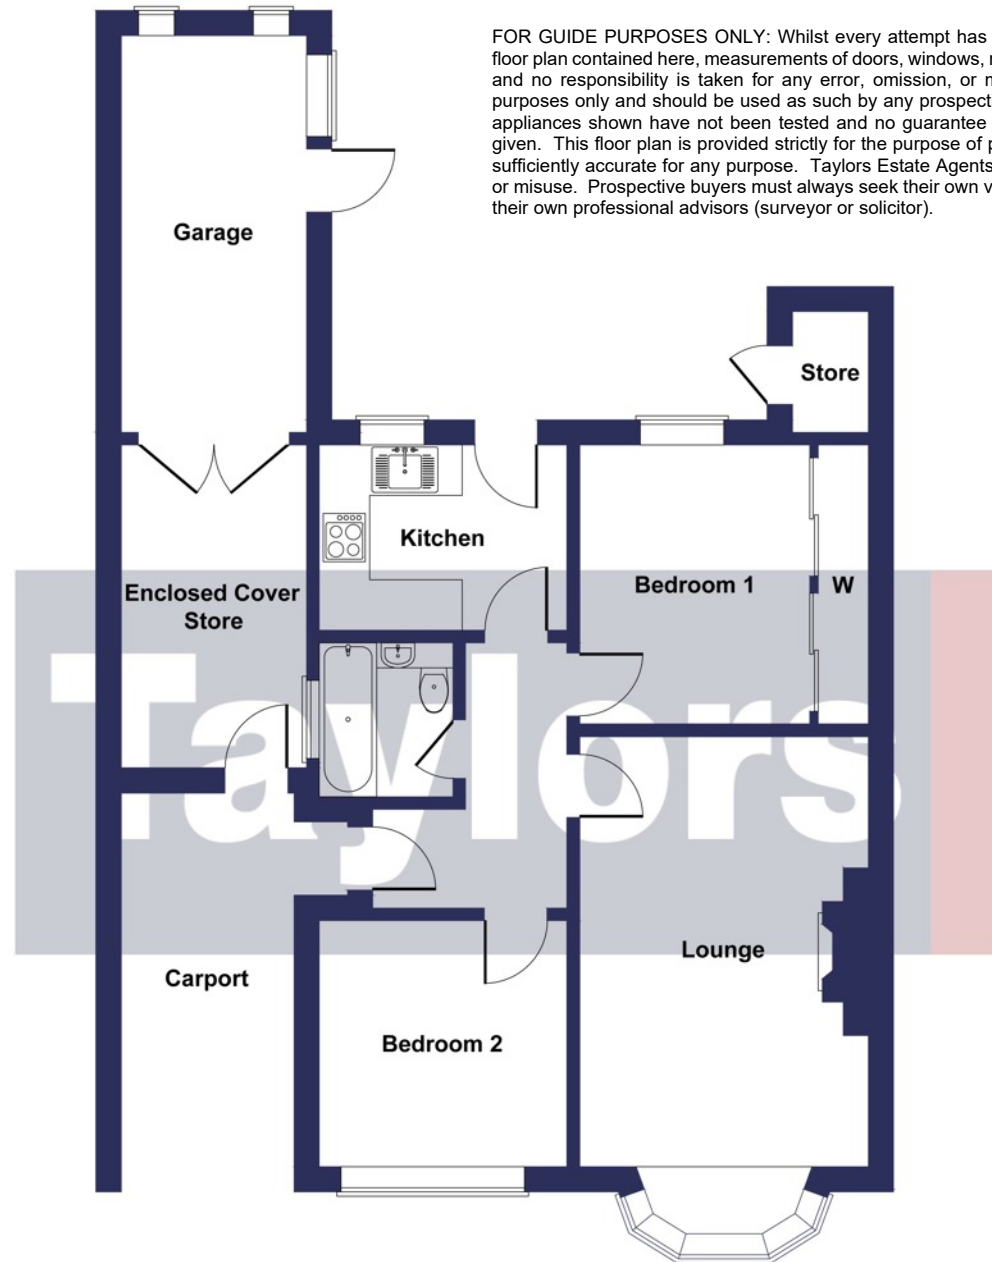 FOR GUIDE PURPOSES ONLY: Whilst every attempt has
floor plan contained here, measurements of doors, windows,
and no responsibility is taken for any error, omission, or
purposes only and should be used as such by any
appliances shown have not been tested and no guarantee
given. This floor plan is provided strictly for the purpose of
sufficiently accurate for any purpose. Taylors Estate Agents
or misuse. Prospective buyers must always seek their own
their own professional advisors (surveyor or solicitor).
Garage
Store
Kitchen
Enclosed Cover
Store
Bedroom 1
W
Taylors
Lounge
Carport
Bedroom 2